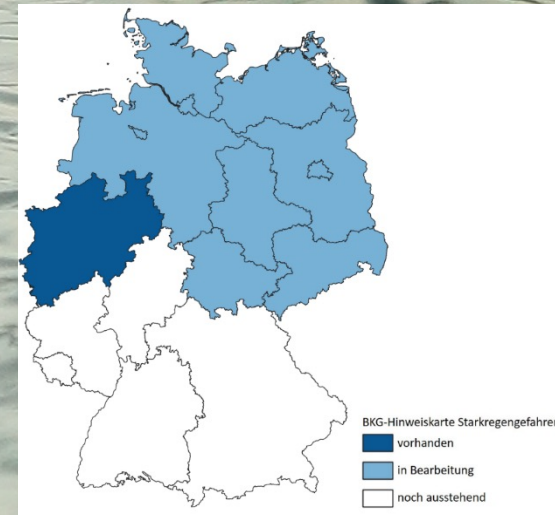 BKG-Hinweiskarte Starkregengefahren
vorhanden
in Bearbeitung
noch ausstehend